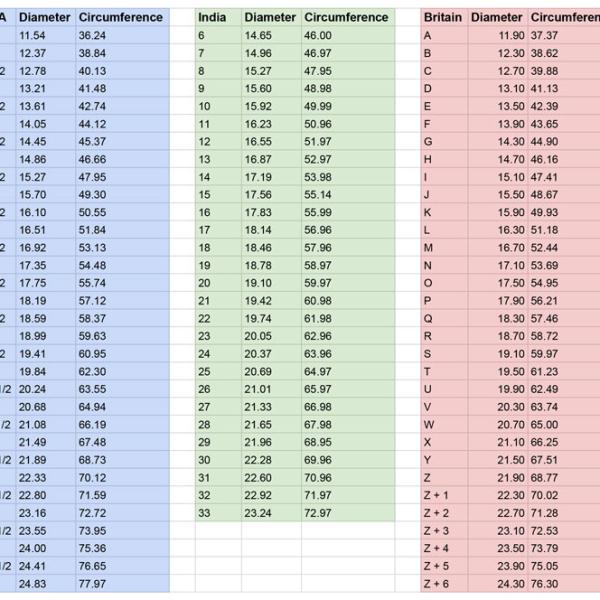 A Diameter Circumference India Diameter Circumference Britain Diameter Circumferen
11.54 36.24 6 14.65 46.00 A 11.90 37.37
12.37 38.84 7 14.96 46.97 B 12.30 38.62
/2 12.78 40.13 8 15.27 47.95 C 12.70 39.88
13.21 41.48 9 15.60 48.98 D 13.10 41.13
/2 13.61 42.74 10 15.92 49.99 E 13.50 42.39
14.05 44.12 11 16.23 50.96 F 13.90 43.65
/2 14.45 45.37 12 16.55 51.97 G 14.30 44.90
14.86 46.66 13 16.87 52.97 H 14.70 46.16
/2 15.27 47.95 14 17.19 53.98 I 15.10 47.41
15.70 49.30 15 17.56 55.14 J 15.50 48.67
/2 16.10 50.55 16 17.83 55.99 K 15.90 49.93
16.51 51.84 17 18.14 56.96 L 16.30 51.18
/2 16.92 53.13 18 18.46 57.96 M 16.70 52.44
17.35 54.48 19 18.78 58.97 N 17.10 53.69
/2 17.75 55.74 20 19.10 59.97 O 17.50 54.95
18.19 57.12 21 19.42 60.98 P 17.90 56.21
/2 18.59 58.37 22 19.74 61.98 Q 18.30 57.46
18.99 59.63 23 20.05 62.96 R 18.70 58.72
/2 19.41 60.95 24 20.37 63.96 S 19.10 59.97
19.84 62.30 25 20.69 64.97 T 19.50 61.23
1/2 20.24 63.55 26 21.01 65.97 U 19.90 62.49
20.68 64.94 27 21.33 66.98 V 20.30 63.74
1/2 21.08 66.19 28 21.65 67.98 W 20.70 65.00
21.49 67.48 29 21.96 68.95 X 21.10 66.25
1/2 21.89 68.73 30 22.28 69.96 Y 21.50 67.51
22.33 70.12 31 22.60 70.96 Z 21.90 68.77
1/2 22.80 71.59 32 22.92 71.97 Z + 1 22.30 70.02
23.16 72.72 33 23.24 72.97 Z + 2 22.70 71.28
1/2 23.55 73.95 Z + 3 23.10 72.53
24.00 75.36 Z + 4 23.50 73.79
1/2 24.41 76.65 Z + 5 23.90 75.05
24.83 77.97 Z + 6 24.30 76.30